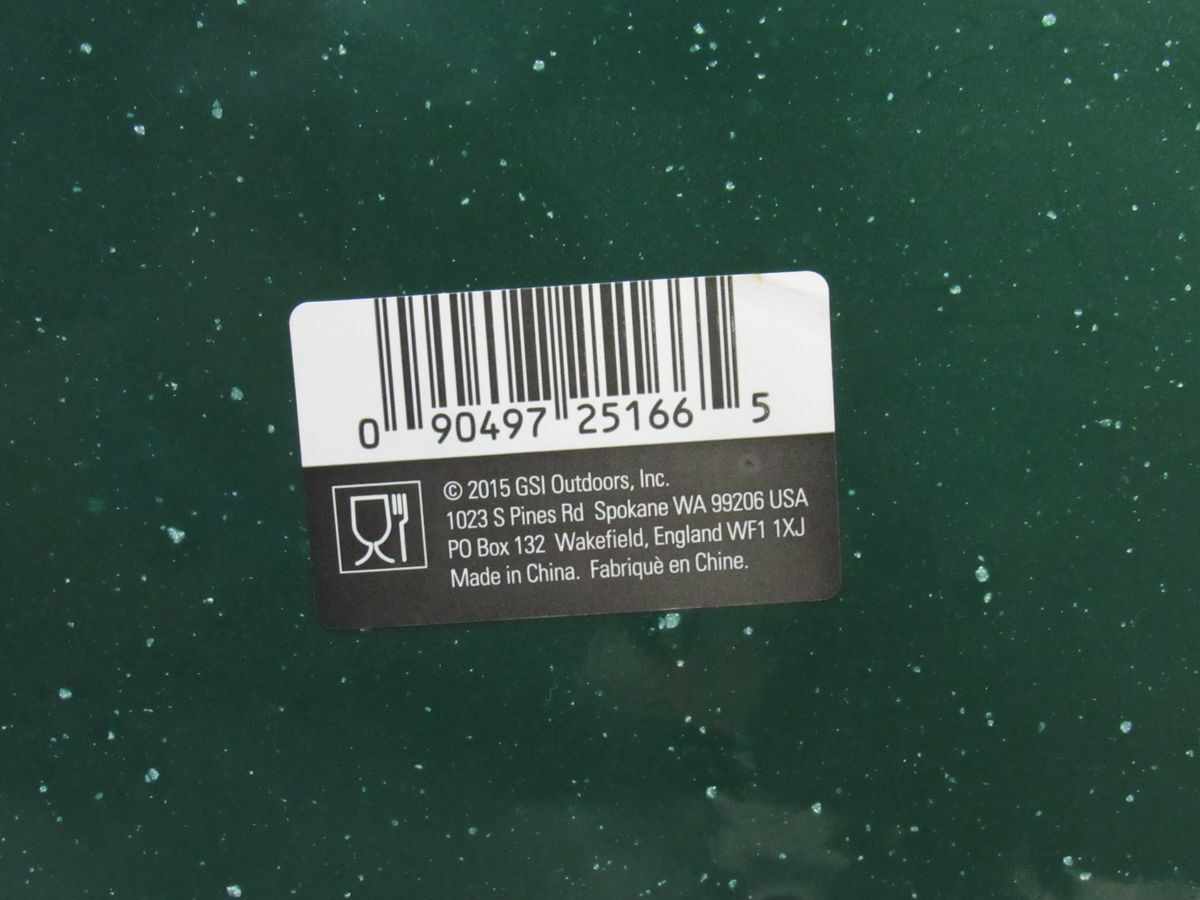 0 90497 25166 5
© 2015 GSI Outdoors, Inc.
1023 S Pines Rd Spokane WA 99206 USA
PO Box 132 Wakefield, England WF1 1XJ
Made in China. Fabriquè en Chine.